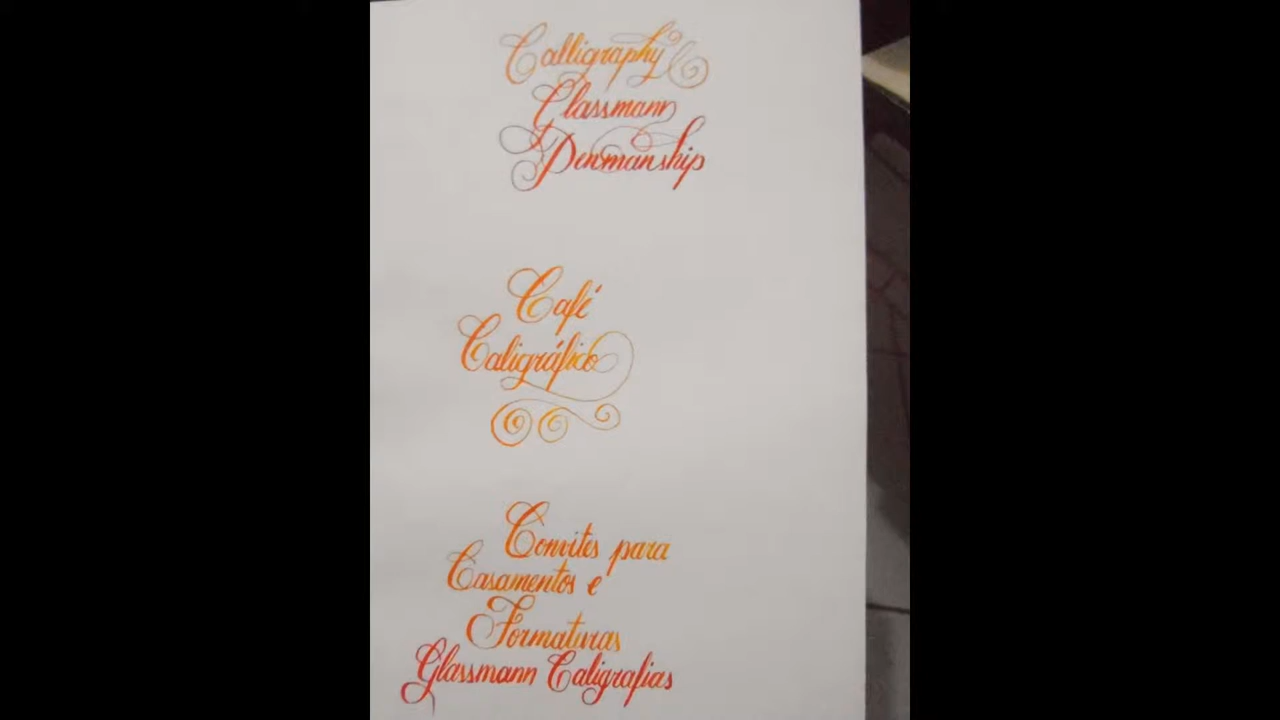 Calligraphy
Glassmann
Penmanship
Café
Caligráfico
Convites para
Casamentos e
Formaturas
Glassmann Caligrafias